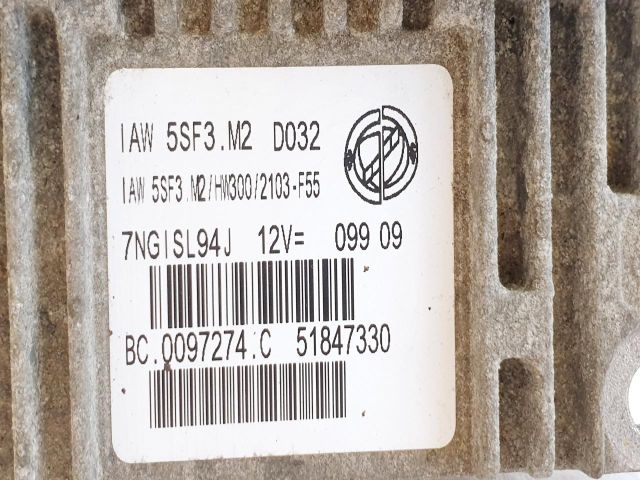 IAW 5SF3.M2 D032
IAW 5SF3.M2/HW300/2103-F55
7NGISL94J 12V= 099 09
BC.0097274.C 51847330